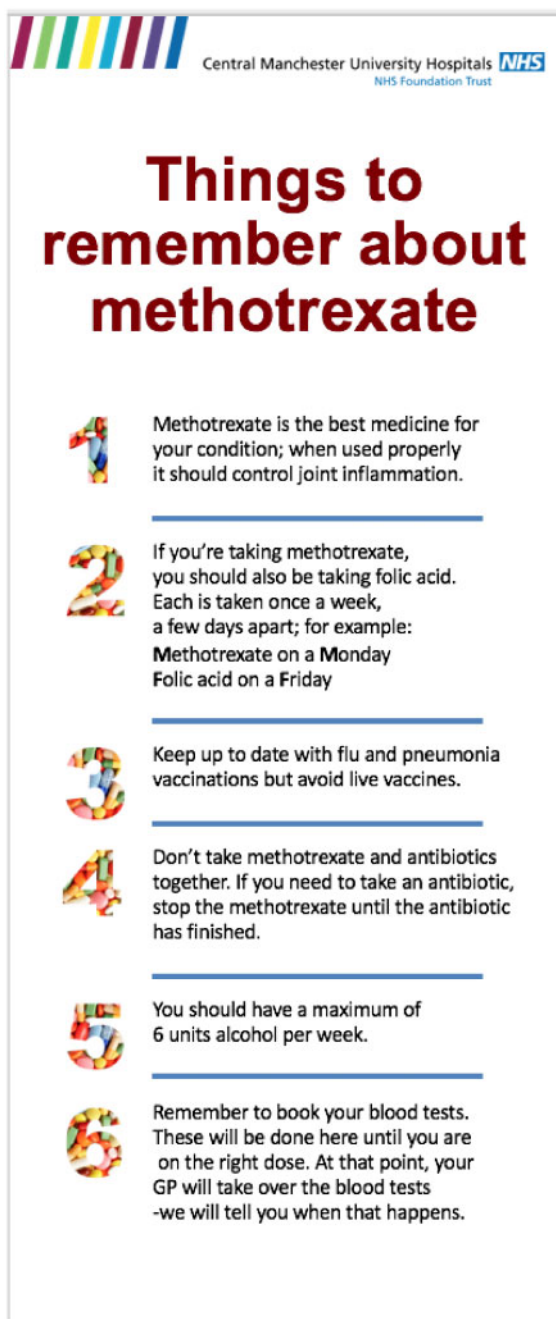 Central Manchester University Hospitals NHS
NHS Foundation Trust
Things to
remember about
methotrexate
1
Methotrexate is the best medicine for
your condition; when used properly
it should control joint inflammation.
2
If you're taking methotrexate,
you should also be taking folic acid.
Each is taken once a week,
a few days apart; for example:
Methotrexate on a Monday
Folic acid on a Friday
3
Keep up to date with flu and pneumonia
vaccinations but avoid live vaccines.
4
Don't take methotrexate and antibiotics
together. If you need to take an antibiotic,
stop the methotrexate until the antibiotic
has finished.
5
You should have a maximum of
6 units alcohol per week.
6
Remember to book your blood tests.
These will be done here until you are
on the right dose. At that point, your
GP will take over the blood tests
-we will tell you when that happens.